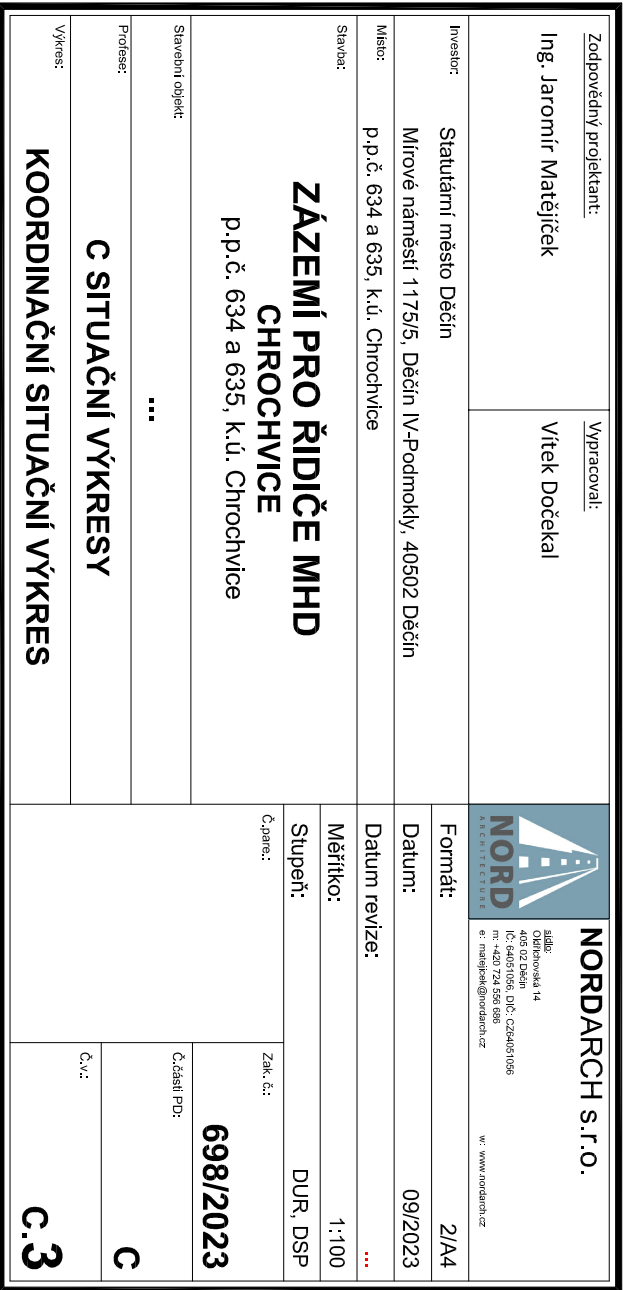 Zodpovědný projektant:
Ing. Jaromír Matějíček
Vypracoval:
Vítek Dočekal
NORD
ARCHITECTURE
NORDARCH s.r.o.
sídlo:
Oldřichovská 14
405 02 Děčín
IČ: 64051056, DIČ: CZ64051056
m: +420 724 556 686
e: matejicek@nordarch.cz
w: www.nordarch.cz
Investor:
Statutární město Děčín
Mírové náměstí 1175/5, Děčín IV-Podmokly, 40502 Děčín
Místo:
p.p.č. 634 a 635, k.ú. Chrochvice
Stavba:
ZÁZEMÍ PRO ŘIDIČE MHD
CHROCHVICE
p.p.č. 634 a 635, k.ú. Chrochvice
Stavební objekt:
...
Profese:
C SITUAČNÍ VÝKRESY
Výkres:
KOORDINAČNÍ SITUAČNÍ VÝKRES
Formát: 2/A4
Datum: 09/2023
Datum revize: ...
Měřítko: 1:100
Stupeň: DUR, DSP
Č.pare.:
Zak. č.:
698/2023
Č.části PD:
C
Č.v.:
C.3